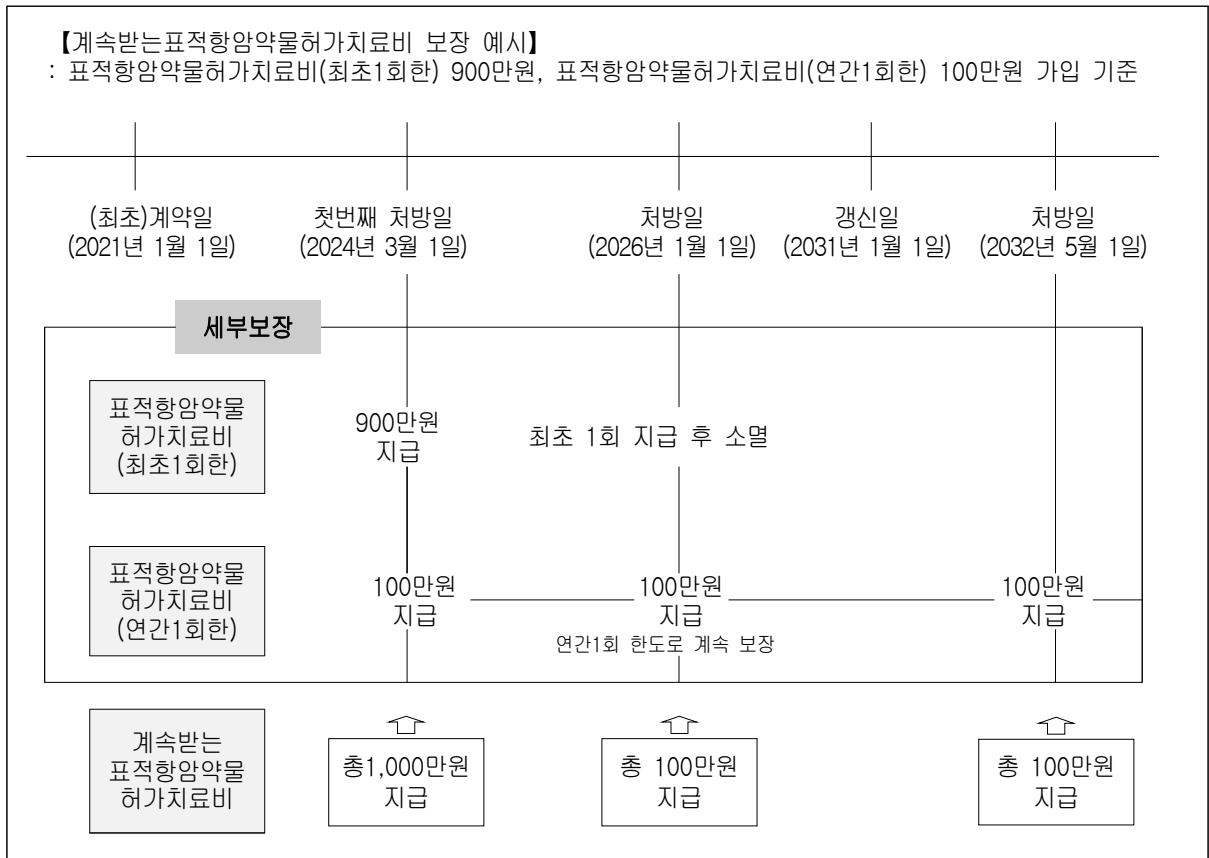 【계속받는표적항암약물허가치료비 보장 예시】
: 표적항암약물허가치료비(최초1회한) 900만원, 표적항암약물허가치료비(연간1회한) 100만원 가입 기준
(최초)계약일
(2021년 1월 1일)
첫번째 처방일
(2024년 3월 1일)
처방일
(2026년 1월 1일)
갱신일
(2031년 1월 1일)
처방일
(2032년 5월 1일)
세부보장
표적항암약물
허가치료비
(최초1회한)
900만원
지급
최초 1회 지급 후 소멸
표적항암약물
허가치료비
(연간1회한)
100만원
지급
100만원
지급
연간1회 한도로 계속 보장
100만원
지급
계속받는
표적항암약물
허가치료비
총1,000만원
지급
총 100만원
지급
총 100만원
지급